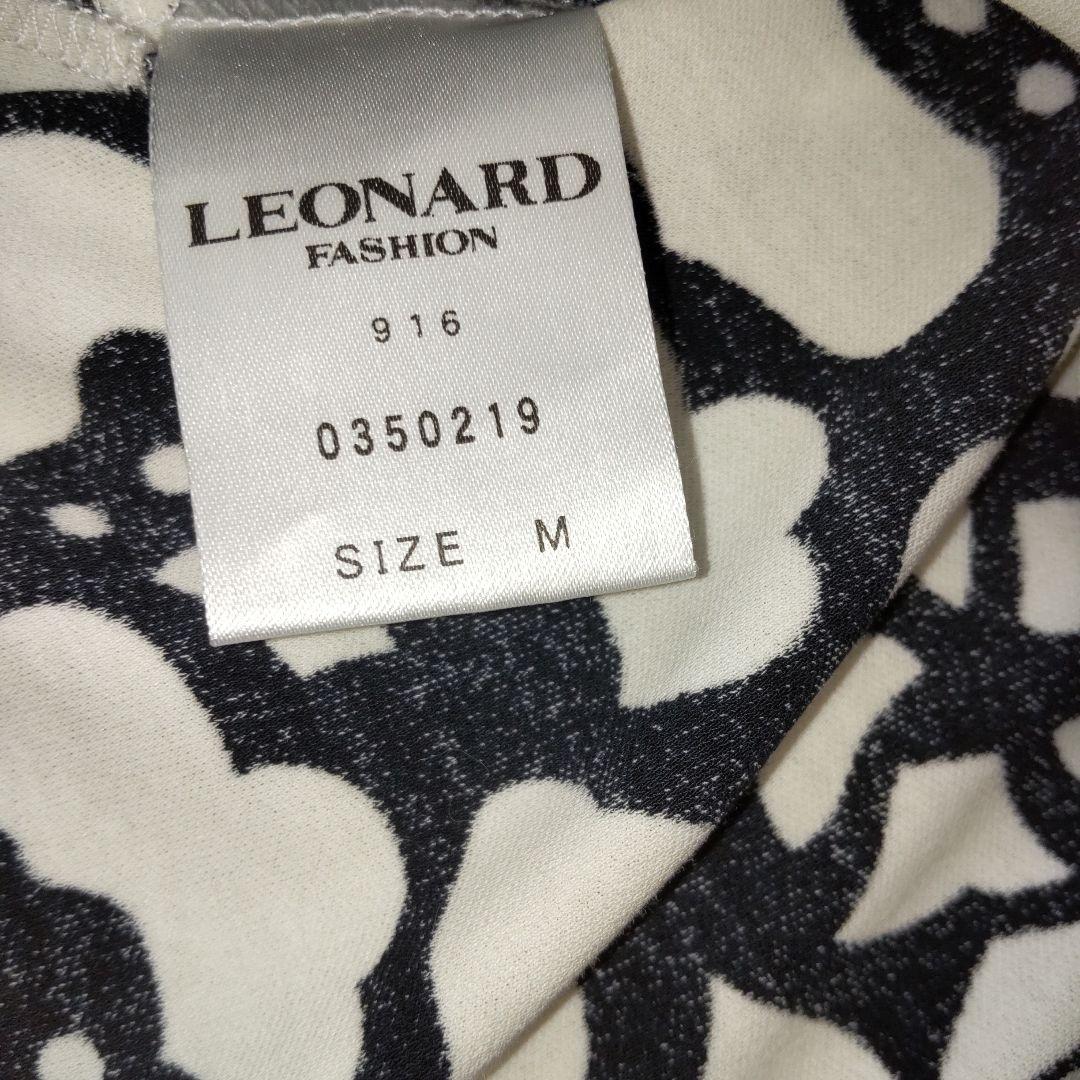 LEONARD
FASHION
916
0350219
SIZE M